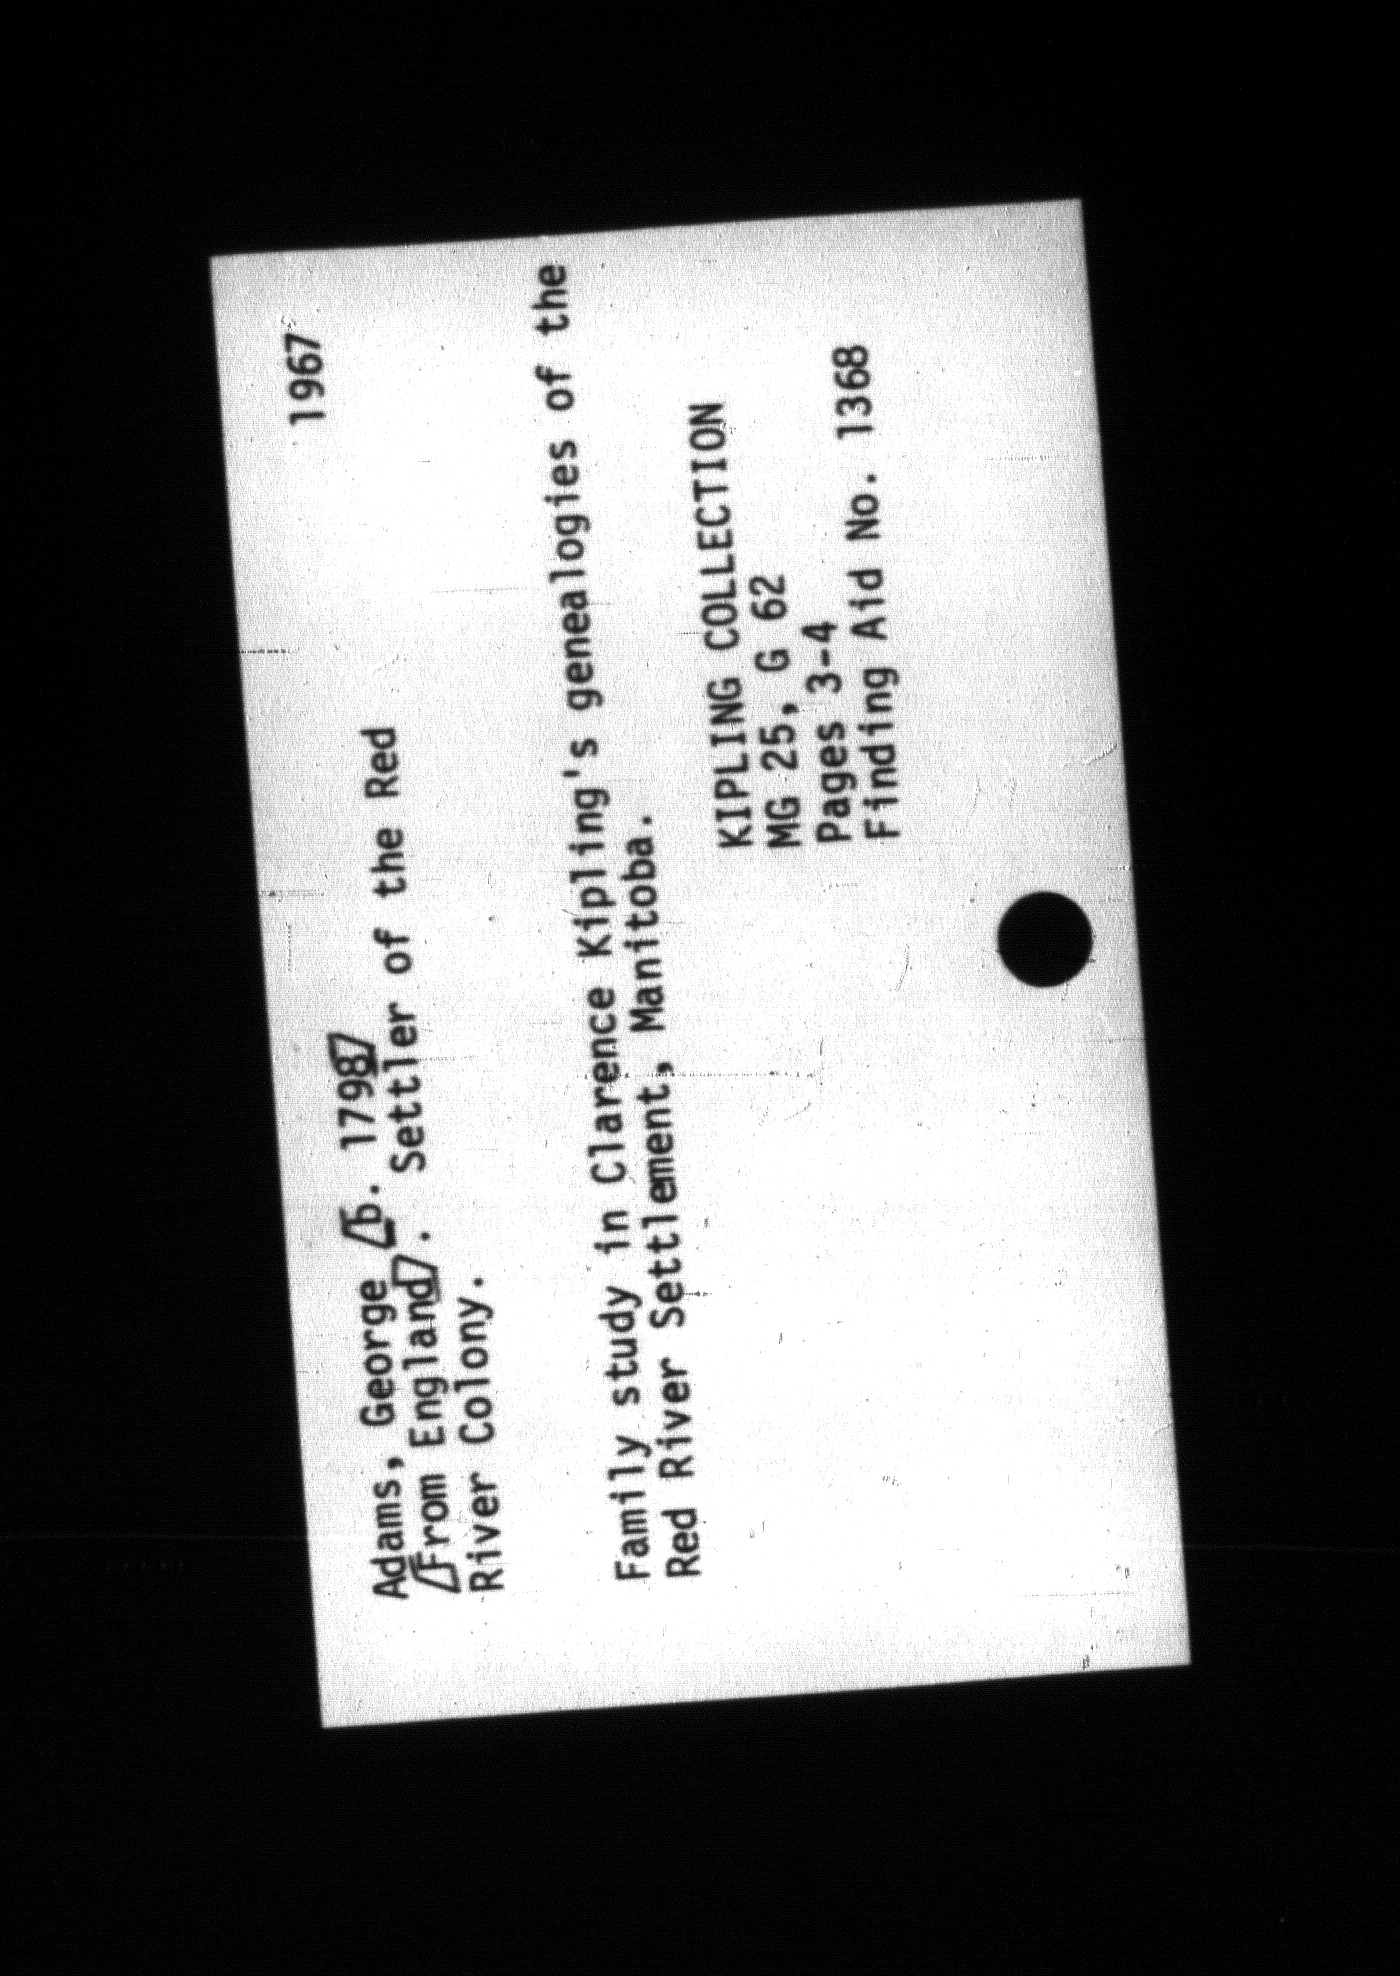 1967
Adams, George [b. 1798]
[From England]. Settler of the Red
River Colony.
Family study in Clarence Kipling's genealogies of the
Red River Settlement, Manitoba.
KIPLING COLLECTION
MG 25, G 62
Pages 3-4
Finding Aid No. 1368